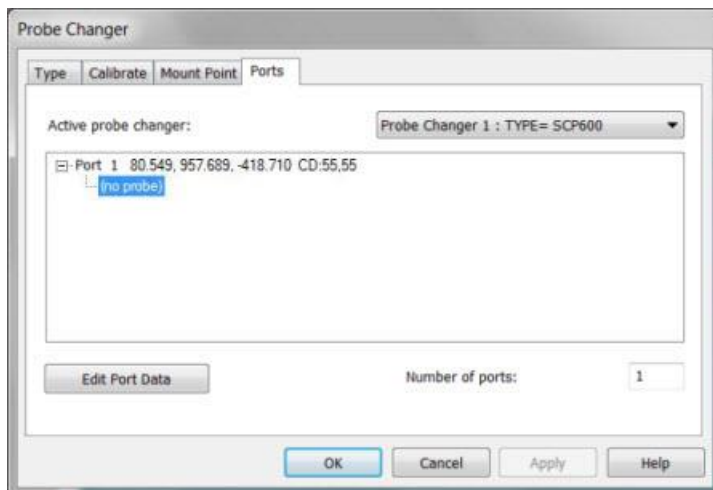 Probe Changer
Type Calibrate Mount Point Ports
Active probe changer: Probe Changer 1 : TYPE= SCP600
Port 1 80.549, 957.689, -418.710 CD:55,55
(no probe)
Edit Port Data Number of ports: 1
OK Cancel Apply Help